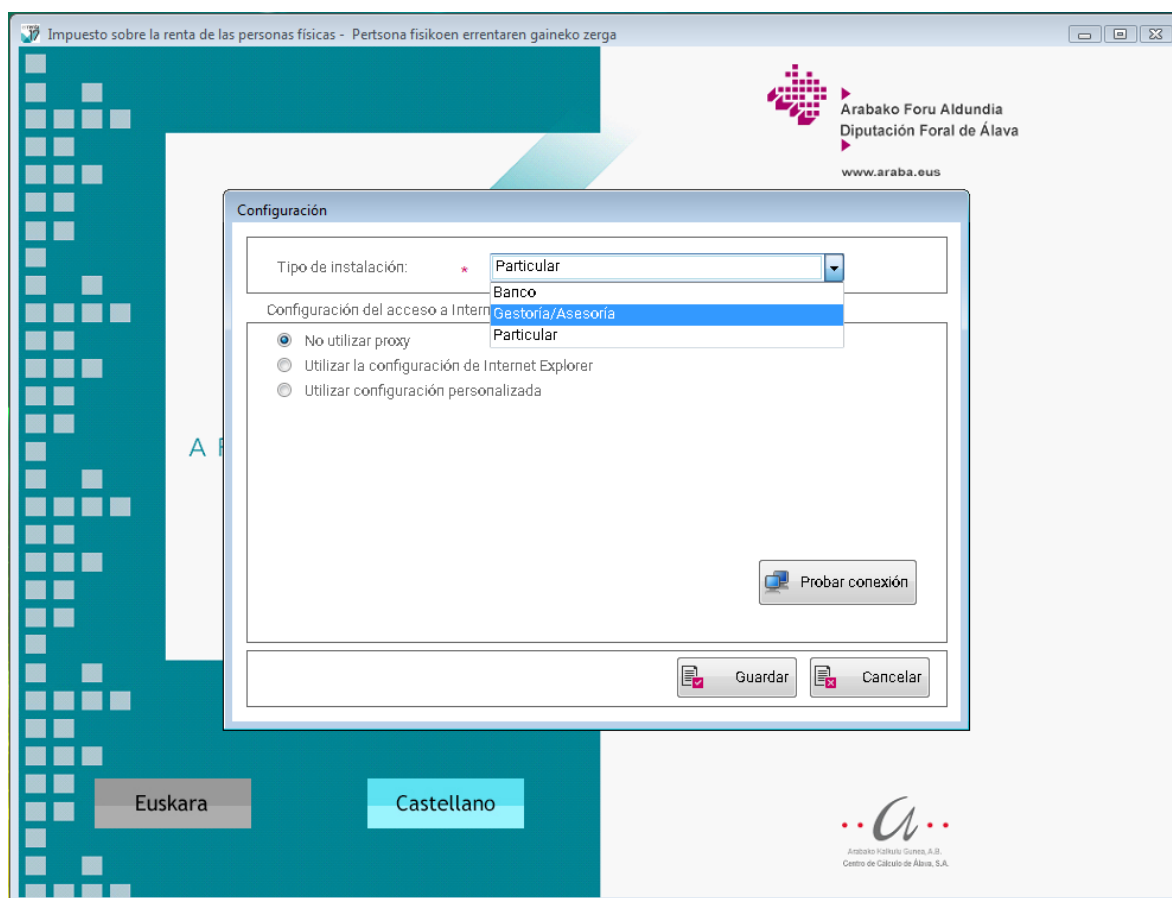 Impuesto sobre la renta de las personas físicas - Pertsona fisikoen errentaren gaineko zerga
Arabako Foru Aldundia
Diputación Foral de Álava
www.araba.eus
Configuración
Tipo de instalación: * Particular
Banco
Gestoría/Asesoría
Particular
Configuración del acceso a Intern
No utilizar proxy
Utilizar la configuración de Internet Explorer
Utilizar configuración personalizada
A
Probar conexión
Guardar
Cancelar
Euskara
Castellano
Arabako Kalkulu Gunea, A.B.
Centro de Cálculo de Álava, S.A.